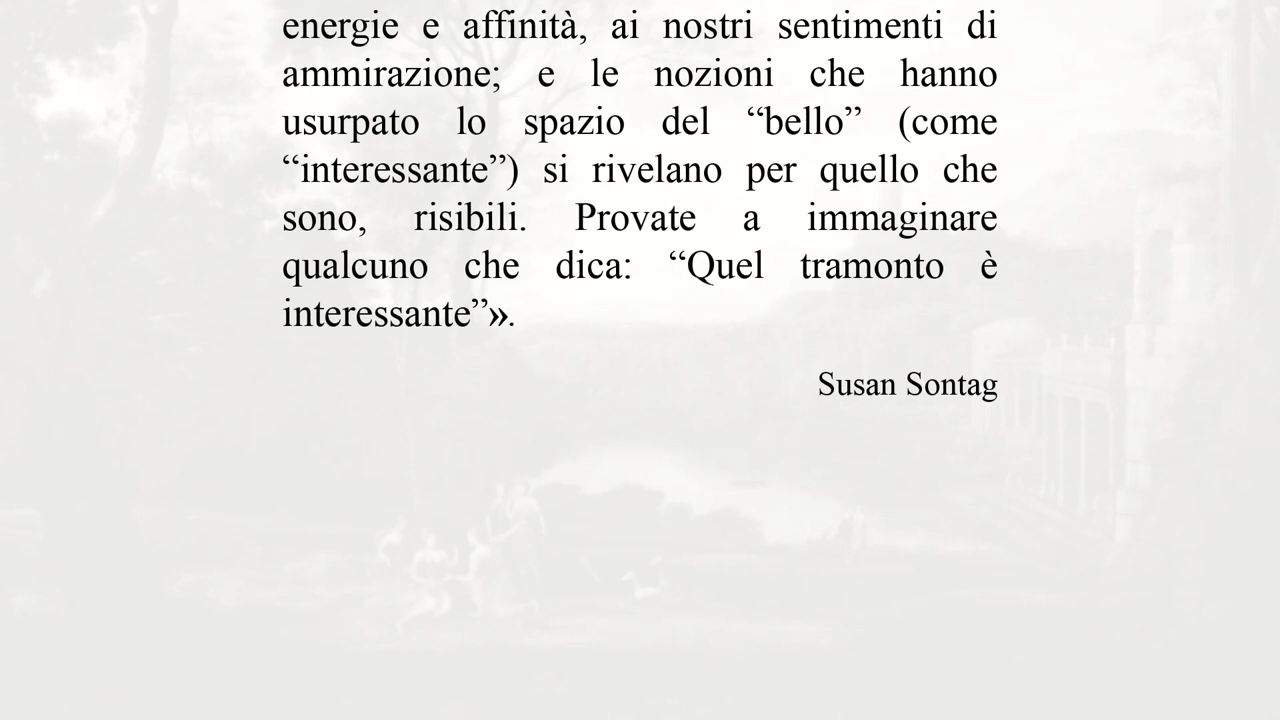 energie e affinità, ai nostri sentimenti di
ammirazione; e le nozioni che hanno
usurpato lo spazio del “bello” (come
“interessante”) si rivelano per quello che
sono, risibili. Provate a immaginare
qualcuno che dica: “Quel tramonto è
interessante”».
Susan Sontag